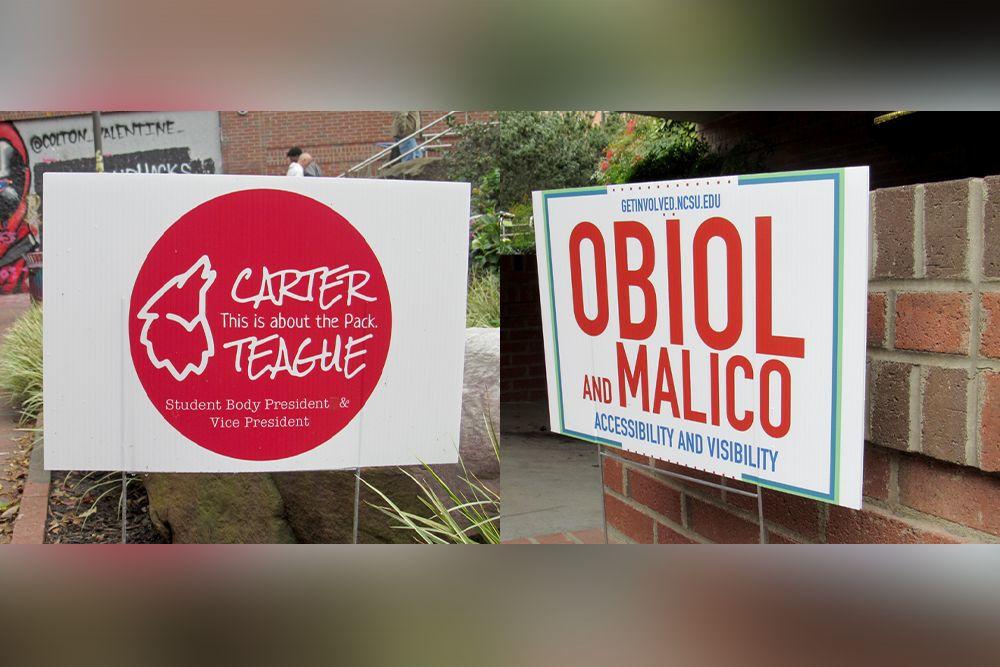 @COLTON_VALENTINE_
CARTER
This is about the Pack.
TEAGUE
Student Body President &
Vice President
GETINVOLVED.NCSU.EDU
OBIOL
AND MALICO
ACCESSIBILITY AND VISIBILITY